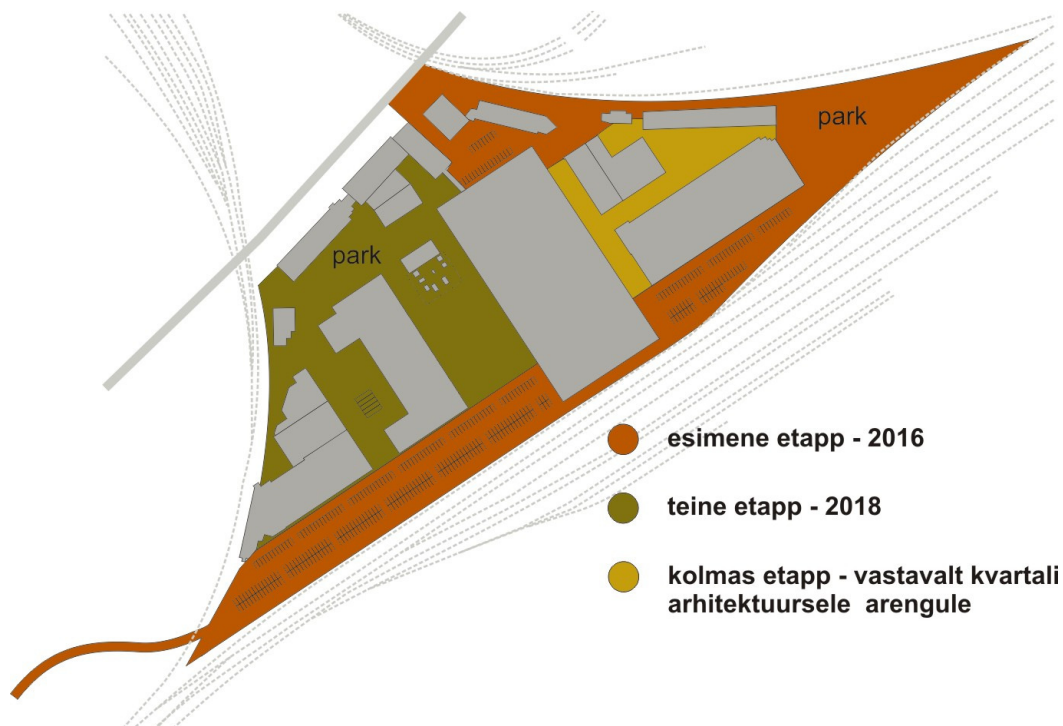 park
park
esimene etapp - 2016
teine etapp - 2018
kolmas etapp - vastavalt kvartali
arhitektuursele arengule